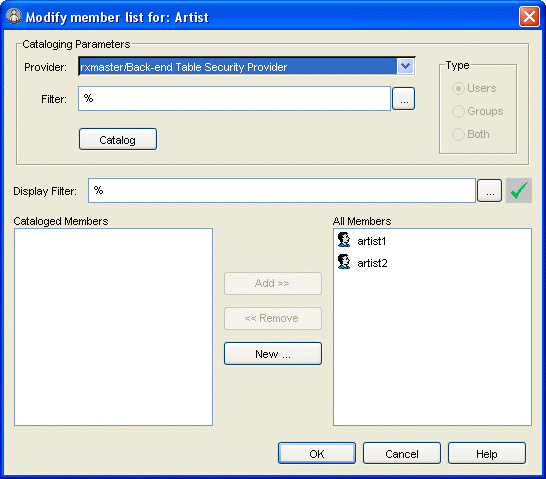 Modify member list for: Artist
Cataloging Parameters
Provider: rxmaster/Back-end Table Security Provider
Type
Users
Filter: % ...
Groups
Both
Catalog
Display Filter: % ...
Cataloged Members
All Members
artist1
artist2
Add >>
<< Remove
New ...
OK Cancel Help